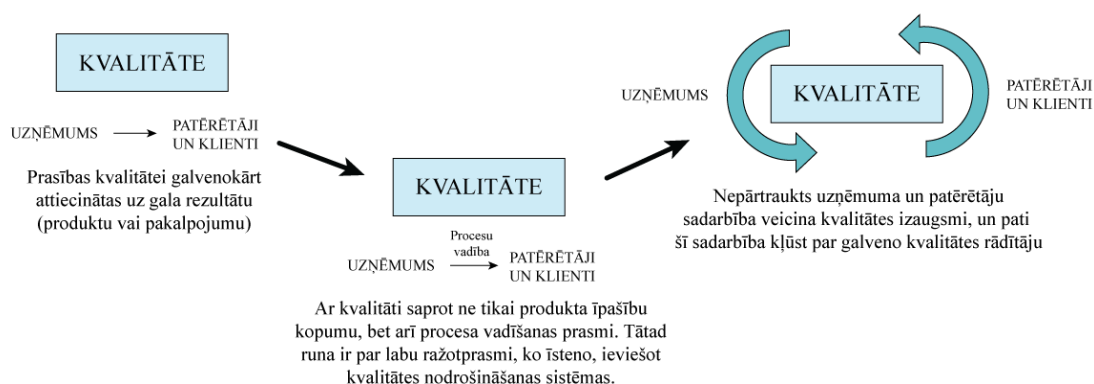 KVALITĀTE
UZŅĒMUMS
PATĒRĒTĀJI
UN KLIENTI
Prasības kvalitātei galvenokārt
attiecinātas uz gala rezultātu
(produktu vai pakalpojumu)
KVALITĀTE
Procesu
vadība
UZŅĒMUMS
PATĒRĒTĀJI
UN KLIENTI
Ar kvalitāti saprot ne tikai produkta īpašību
kopumu, bet arī procesa vadīšanas prasmi. Tātad
runa ir par labu ražotprasmi, ko īsteno, ieviešot
kvalitātes nodrošināšanas sistēmas.
UZŅĒMUMS
KVALITĀTE
PATĒRĒTĀJI
UN KLIENTI
Nepārtraukts uzņēmuma un patērētāju
sadarbība veicina kvalitātes izaugsmi, un pati
šī sadarbība kļūst par galveno kvalitātes rādītāju